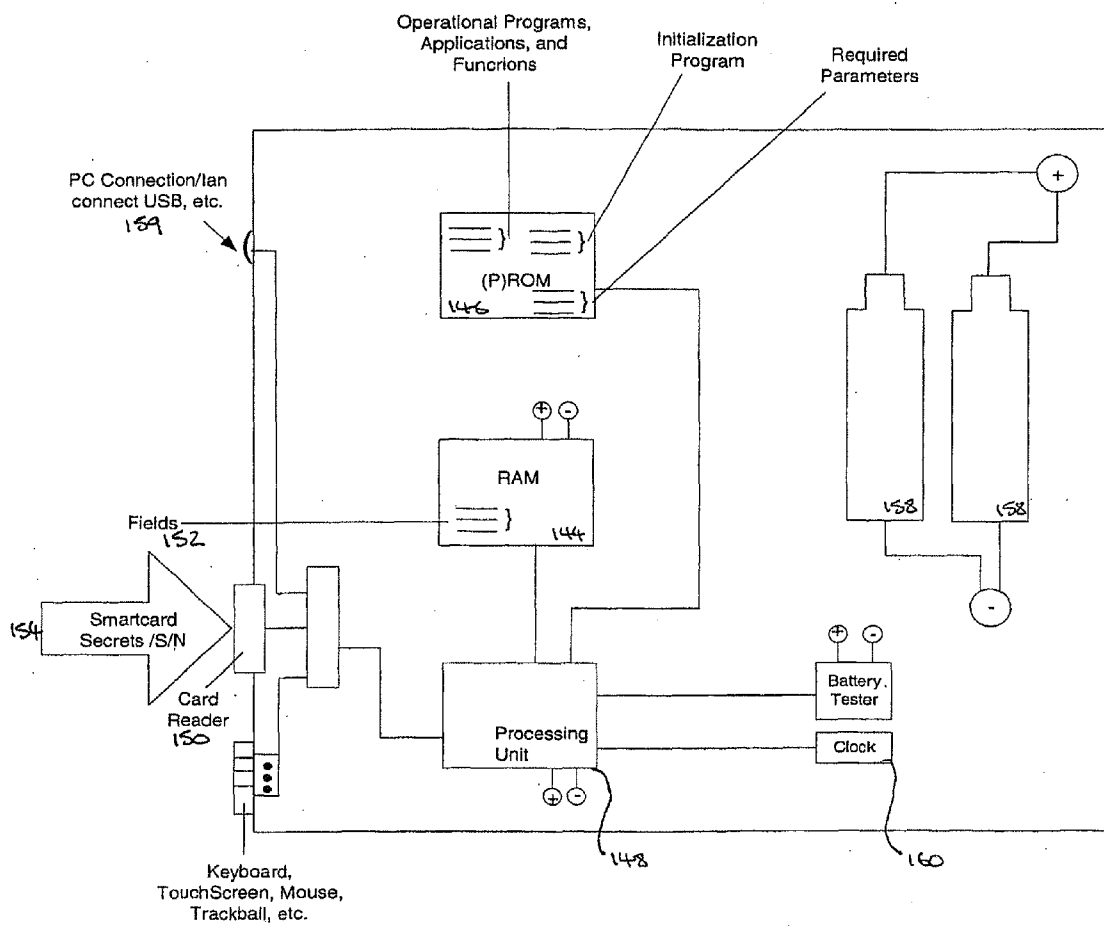 Operational Programs,
Applications, and
Funcrions
Initialization
Program
Required
Parameters
PC Connection/lan
connect USB, etc.
159
(P)ROM
146
+
158
158
-
+ -
RAM
144
Fields
152
154
Smartcard
Secrets /S/N
Card
Reader
150
Processing
Unit
+ -
148
+ -
Battery
Tester
Clock
160
Keyboard,
TouchScreen, Mouse,
Trackball, etc.